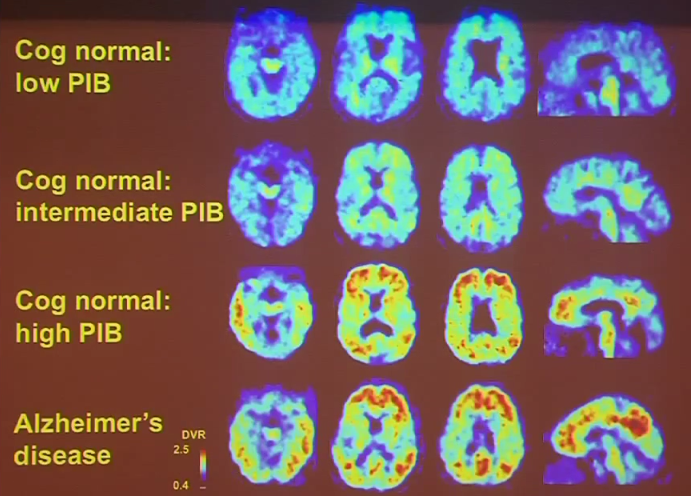 Cog normal:
low PIB
Cog normal:
intermediate PIB
Cog normal:
high PIB
Alzheimer's
disease
DVR
2.5
0.4